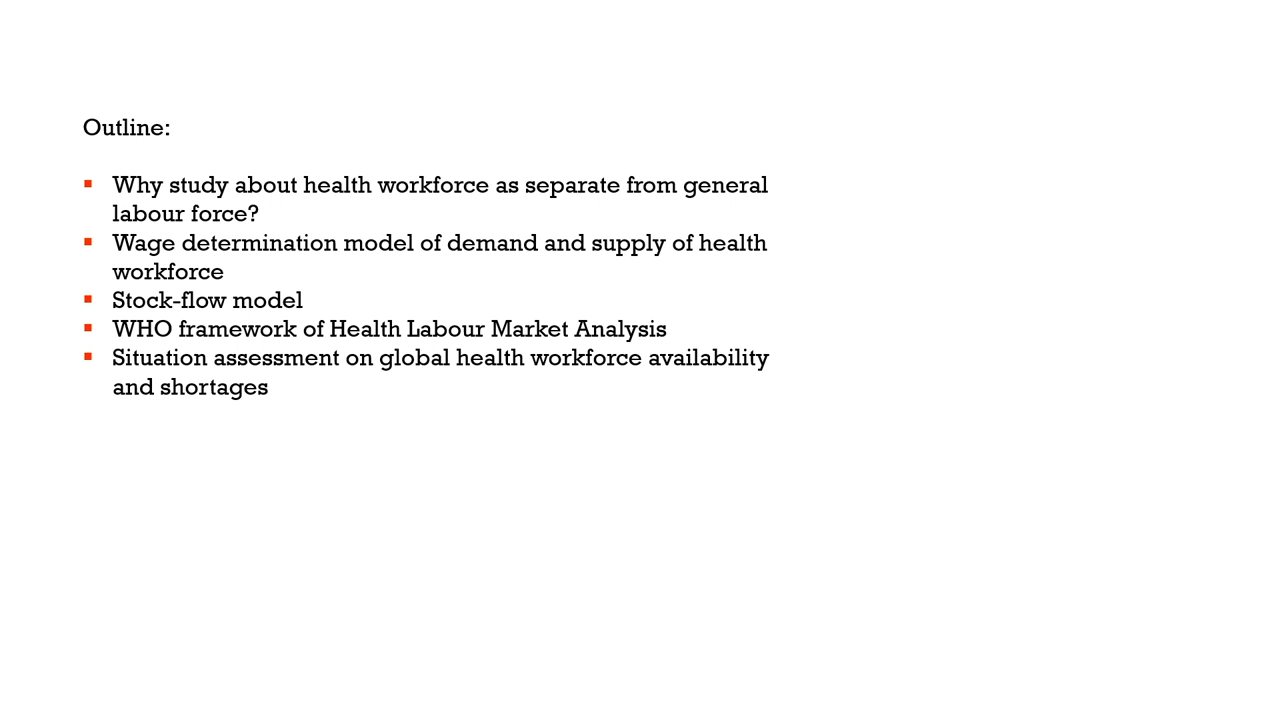 Outline:
▪ Why study about health workforce as separate from general
labour force?
▪ Wage determination model of demand and supply of health
workforce
▪ Stock-flow model
▪ WHO framework of Health Labour Market Analysis
▪ Situation assessment on global health workforce availability
and shortages